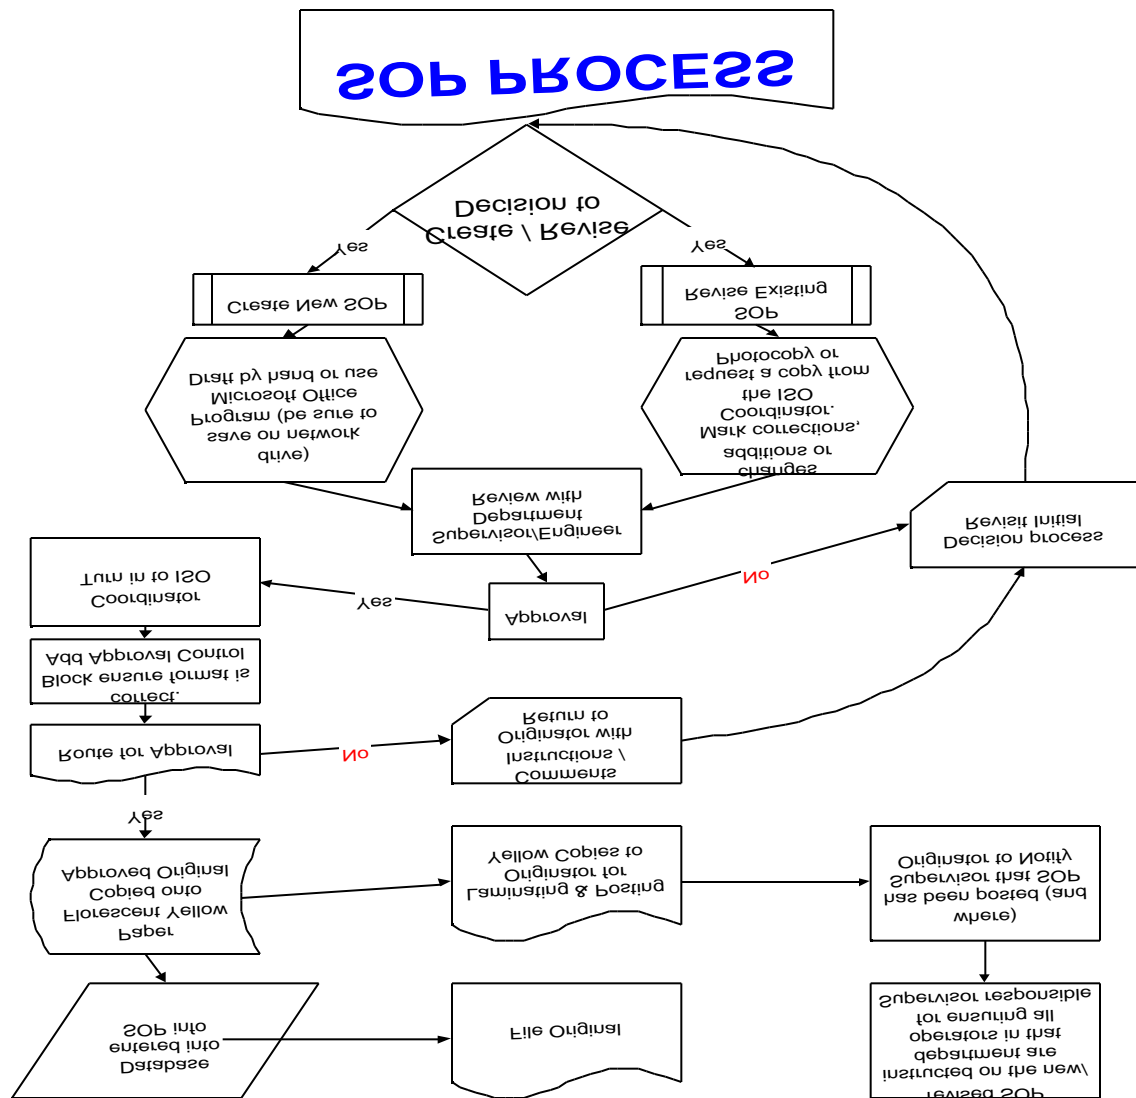 SOP PROCESS
Decision to
Create / Revise
Yes
Yes
Create New SOP
Revise Existing
SOP
Draft by hand or use
Microsoft Office
Program (be sure to
save on network
drive)
Photocopy or
request a copy from
the ISO
Coordinator.
Mark corrections,
additions or
changes
Review with
Department
Supervisor/Engineer
Revisit Initial
Decision process
Turn in to ISO
Coordinator
Yes
Approval
No
Add Approval Control
Block ensure format is
correct.
Route for Approval
No
Return to
Originator with
Instructions /
Comments
Yes
Approved Original
Copied onto
Florescent Yellow
Paper
Yellow Copies to
Originator for
Laminating & Posting
Originator to Notify
Supervisor that SOP
has been posted (and
where)
SOP info
entered into
Database
File Original
Supervisor responsible
for ensuring all
operators in that
department are
instructed on the new/
revised SOP